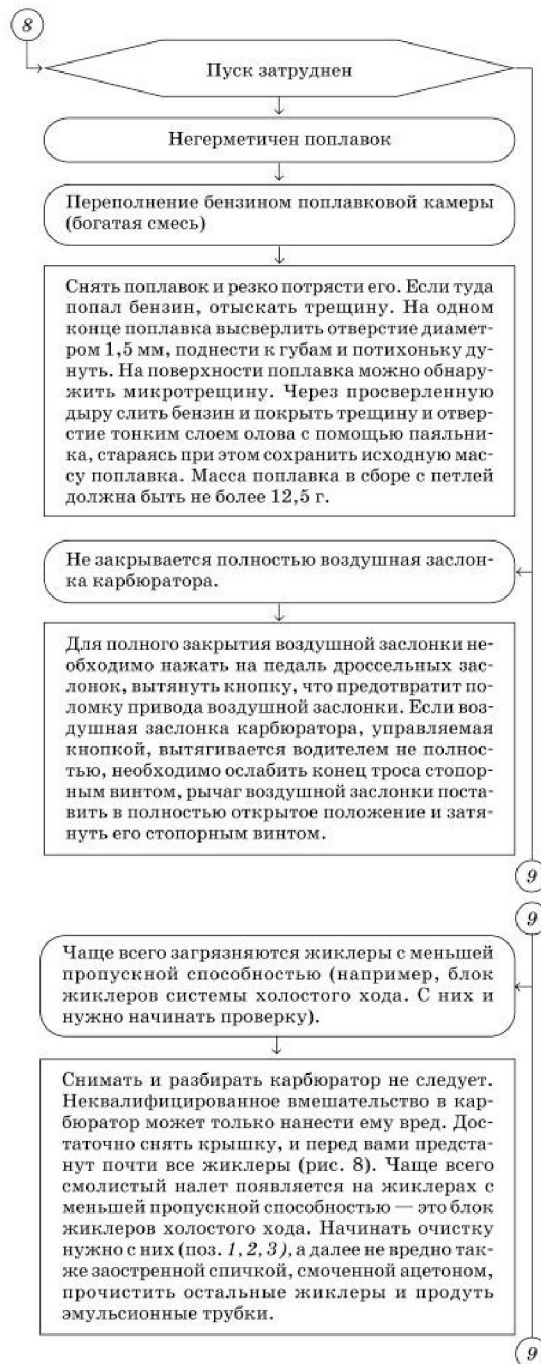 8
Пуск затруднен
Негерметичен поплавок
Переполнение бензином поплавковой камеры
(богатая смесь)
Снять поплавок и резко потрясти его. Если туда
попал бензин, отыскать трещину. На одном
конце поплавка высверлить отверстие диамет-
ром 1,5 мм, поднести к губам и потихоньку ду-
нуть. На поверхности поплавка можно обнару-
жить микротрещину. Через просверленную
дыру слить бензин и покрыть трещину и отвер-
стие тонким слоем олова с помощью паяльни-
ка, стараясь при этом сохранить исходную мас-
су поплавка. Масса поплавка в сборе с петлей
должна быть не более 12,5 г.
Не закрывается полностью воздушная заслон-
ка карбюратора.
Для полного закрытия воздушной заслонки не-
обходимо нажать на педаль дроссельных зас-
лонок, вытянуть кнопку, что предотвратит по-
ломку привода воздушной заслонки. Если воз-
душная заслонка карбюратора, управляемая
кнопкой, вытягивается водителем не полнос-
тью, необходимо ослабить конец троса стопор-
ным винтом, рычаг воздушной заслонки поста-
вить в полностью открытое положение и затя-
нуть его стопорным винтом.
9
9
Чаще всего загрязняются жиклеры с меньшей
пропускной способностью (например, блок
жиклеров системы холостого хода. С них и
нужно начинать проверку).
Снимать и разбирать карбюратор не следует.
Неквалифицированное вмешательство в кар-
бюратор может только нанести ему вред. Дос-
таточно снять крышку, и перед вами предста-
нут почти все жиклеры (рис. 8). Чаще всего
смолистый налет появляется на жиклерах с
меньшей пропускной способностью — это блок
жиклеров холостого хода. Начинать очистку
нужно с них (поз. 1, 2, 3), а далее не вредно так-
же заостренной спичкой, смоченной ацетоном,
прочистить остальные жиклеры и продуть
эмульсионные трубки.
9